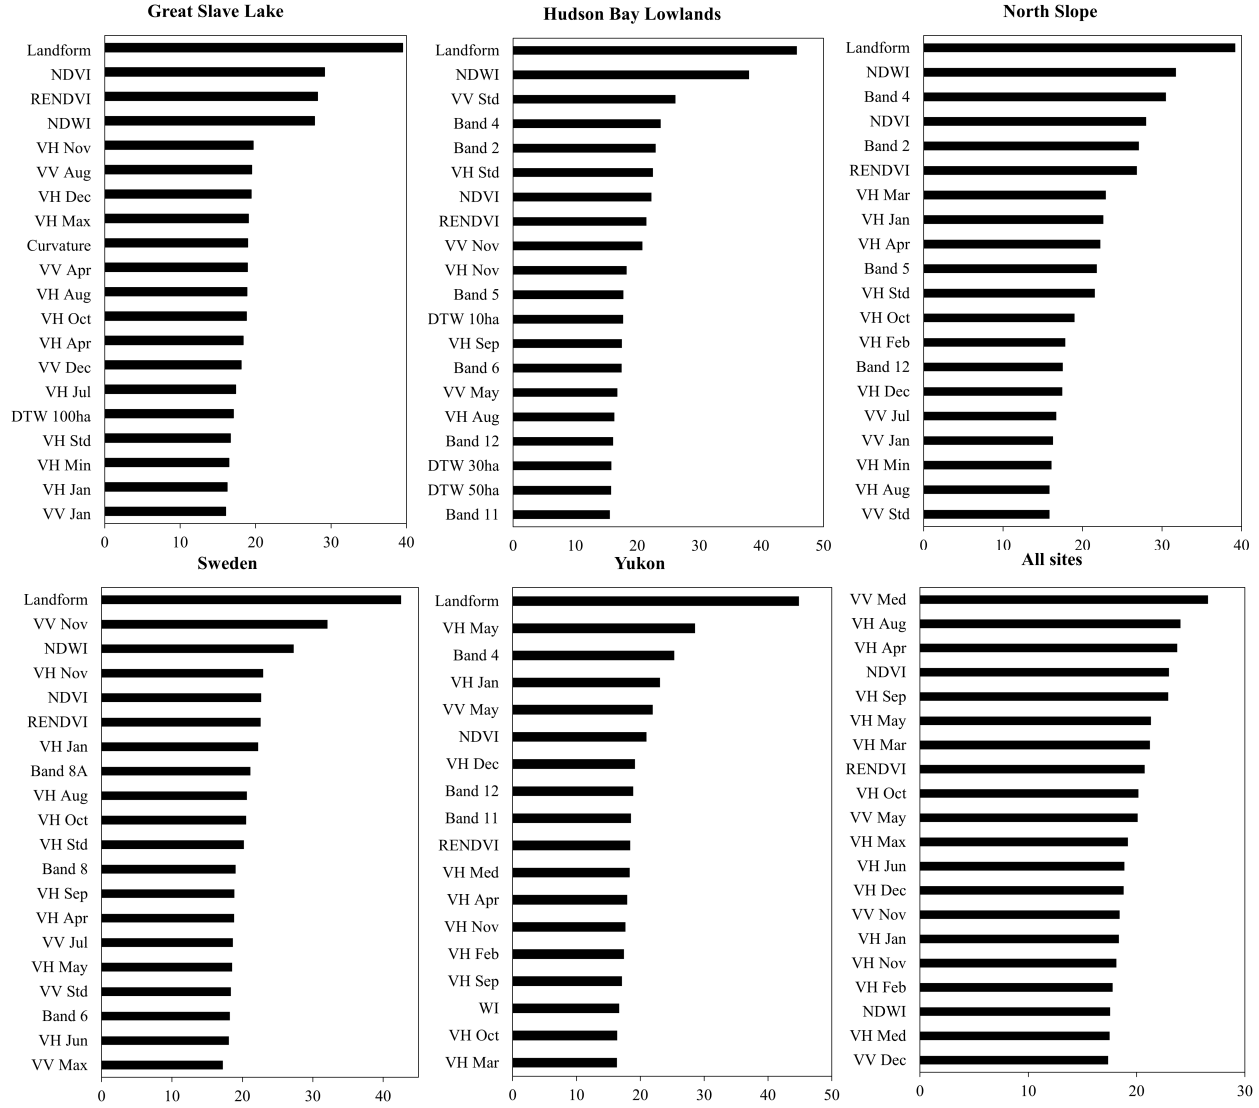 Great Slave Lake
Landform
NDVI
RENDVI
NDWI
VH Nov
VV Aug
VH Dec
VH Max
Curvature
VV Apr
VH Aug
VH Oct
VH Apr
VV Dec
VH Jul
DTW 100ha
VH Std
VH Min
VH Jan
VV Jan
0 10 20 30 40
Hudson Bay Lowlands
Landform
NDWI
VV Std
Band 4
Band 2
VH Std
NDVI
RENDVI
VV Nov
VH Nov
Band 5
DTW 10ha
VH Sep
Band 6
VV May
VH Aug
Band 12
DTW 30ha
DTW 50ha
Band 11
0 10 20 30 40 50
North Slope
Landform
NDWI
Band 4
NDVI
Band 2
RENDVI
VH Mar
VH Jan
VH Apr
Band 5
VH Std
VH Oct
VH Feb
Band 12
VH Dec
VV Jul
VV Jan
VH Min
VH Aug
VV Std
0 10 20 30 40
Sweden
Landform
VV Nov
NDWI
VH Nov
NDVI
RENDVI
VH Jan
Band 8A
VH Aug
VH Oct
VH Std
Band 8
VH Sep
VH Apr
VV Jul
VH May
VV Std
Band 6
VH Jun
VV Max
0 10 20 30 40
Yukon
Landform
VH May
Band 4
VH Jan
VV May
NDVI
VH Dec
Band 12
Band 11
RENDVI
VH Med
VH Apr
VH Nov
VH Feb
VH Sep
WI
VH Oct
VH Mar
0 10 20 30 40 50
All sites
VV Med
VH Aug
VH Apr
NDVI
VH Sep
VH May
VH Mar
RENDVI
VH Oct
VV May
VH Max
VH Jun
VH Dec
VV Nov
VH Jan
VH Nov
VH Feb
NDWI
VH Med
VV Dec
0 10 20 30